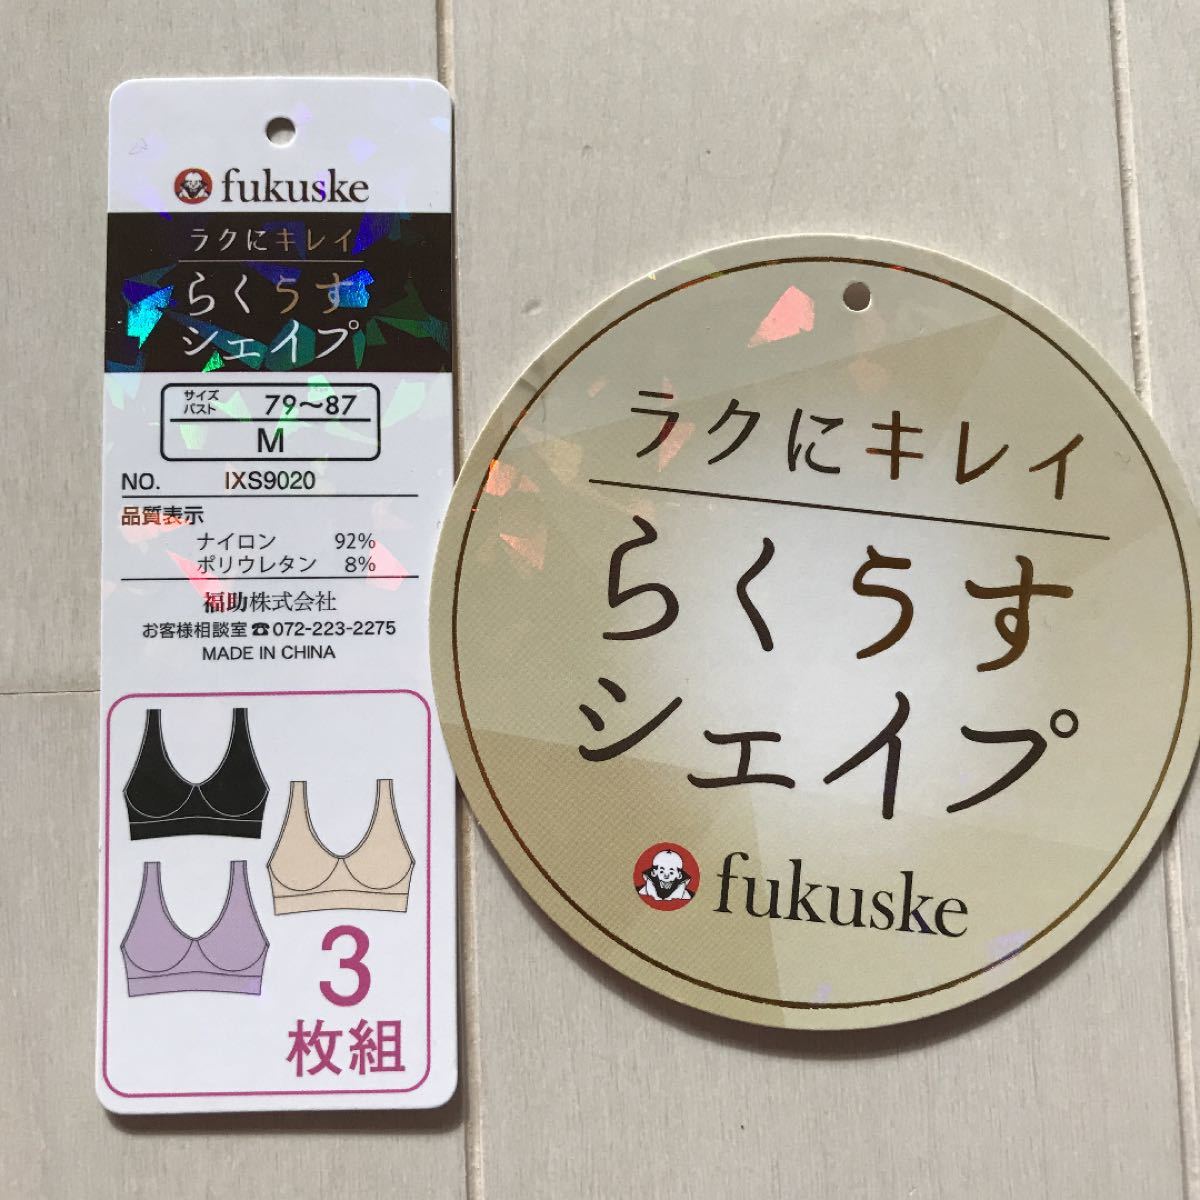 fukuske
ラクにキレイ
らくうす
シェイプ
サイズ
バスト 79〜87
M
NO. IXS9020
品質表示
ナイロン 92%
ポリウレタン 8%
福助株式会社
お客様相談室☎072-223-2275
MADE IN CHINA
3
枚組
ラクにキレイ
らくうす
シェイプ
fukuske